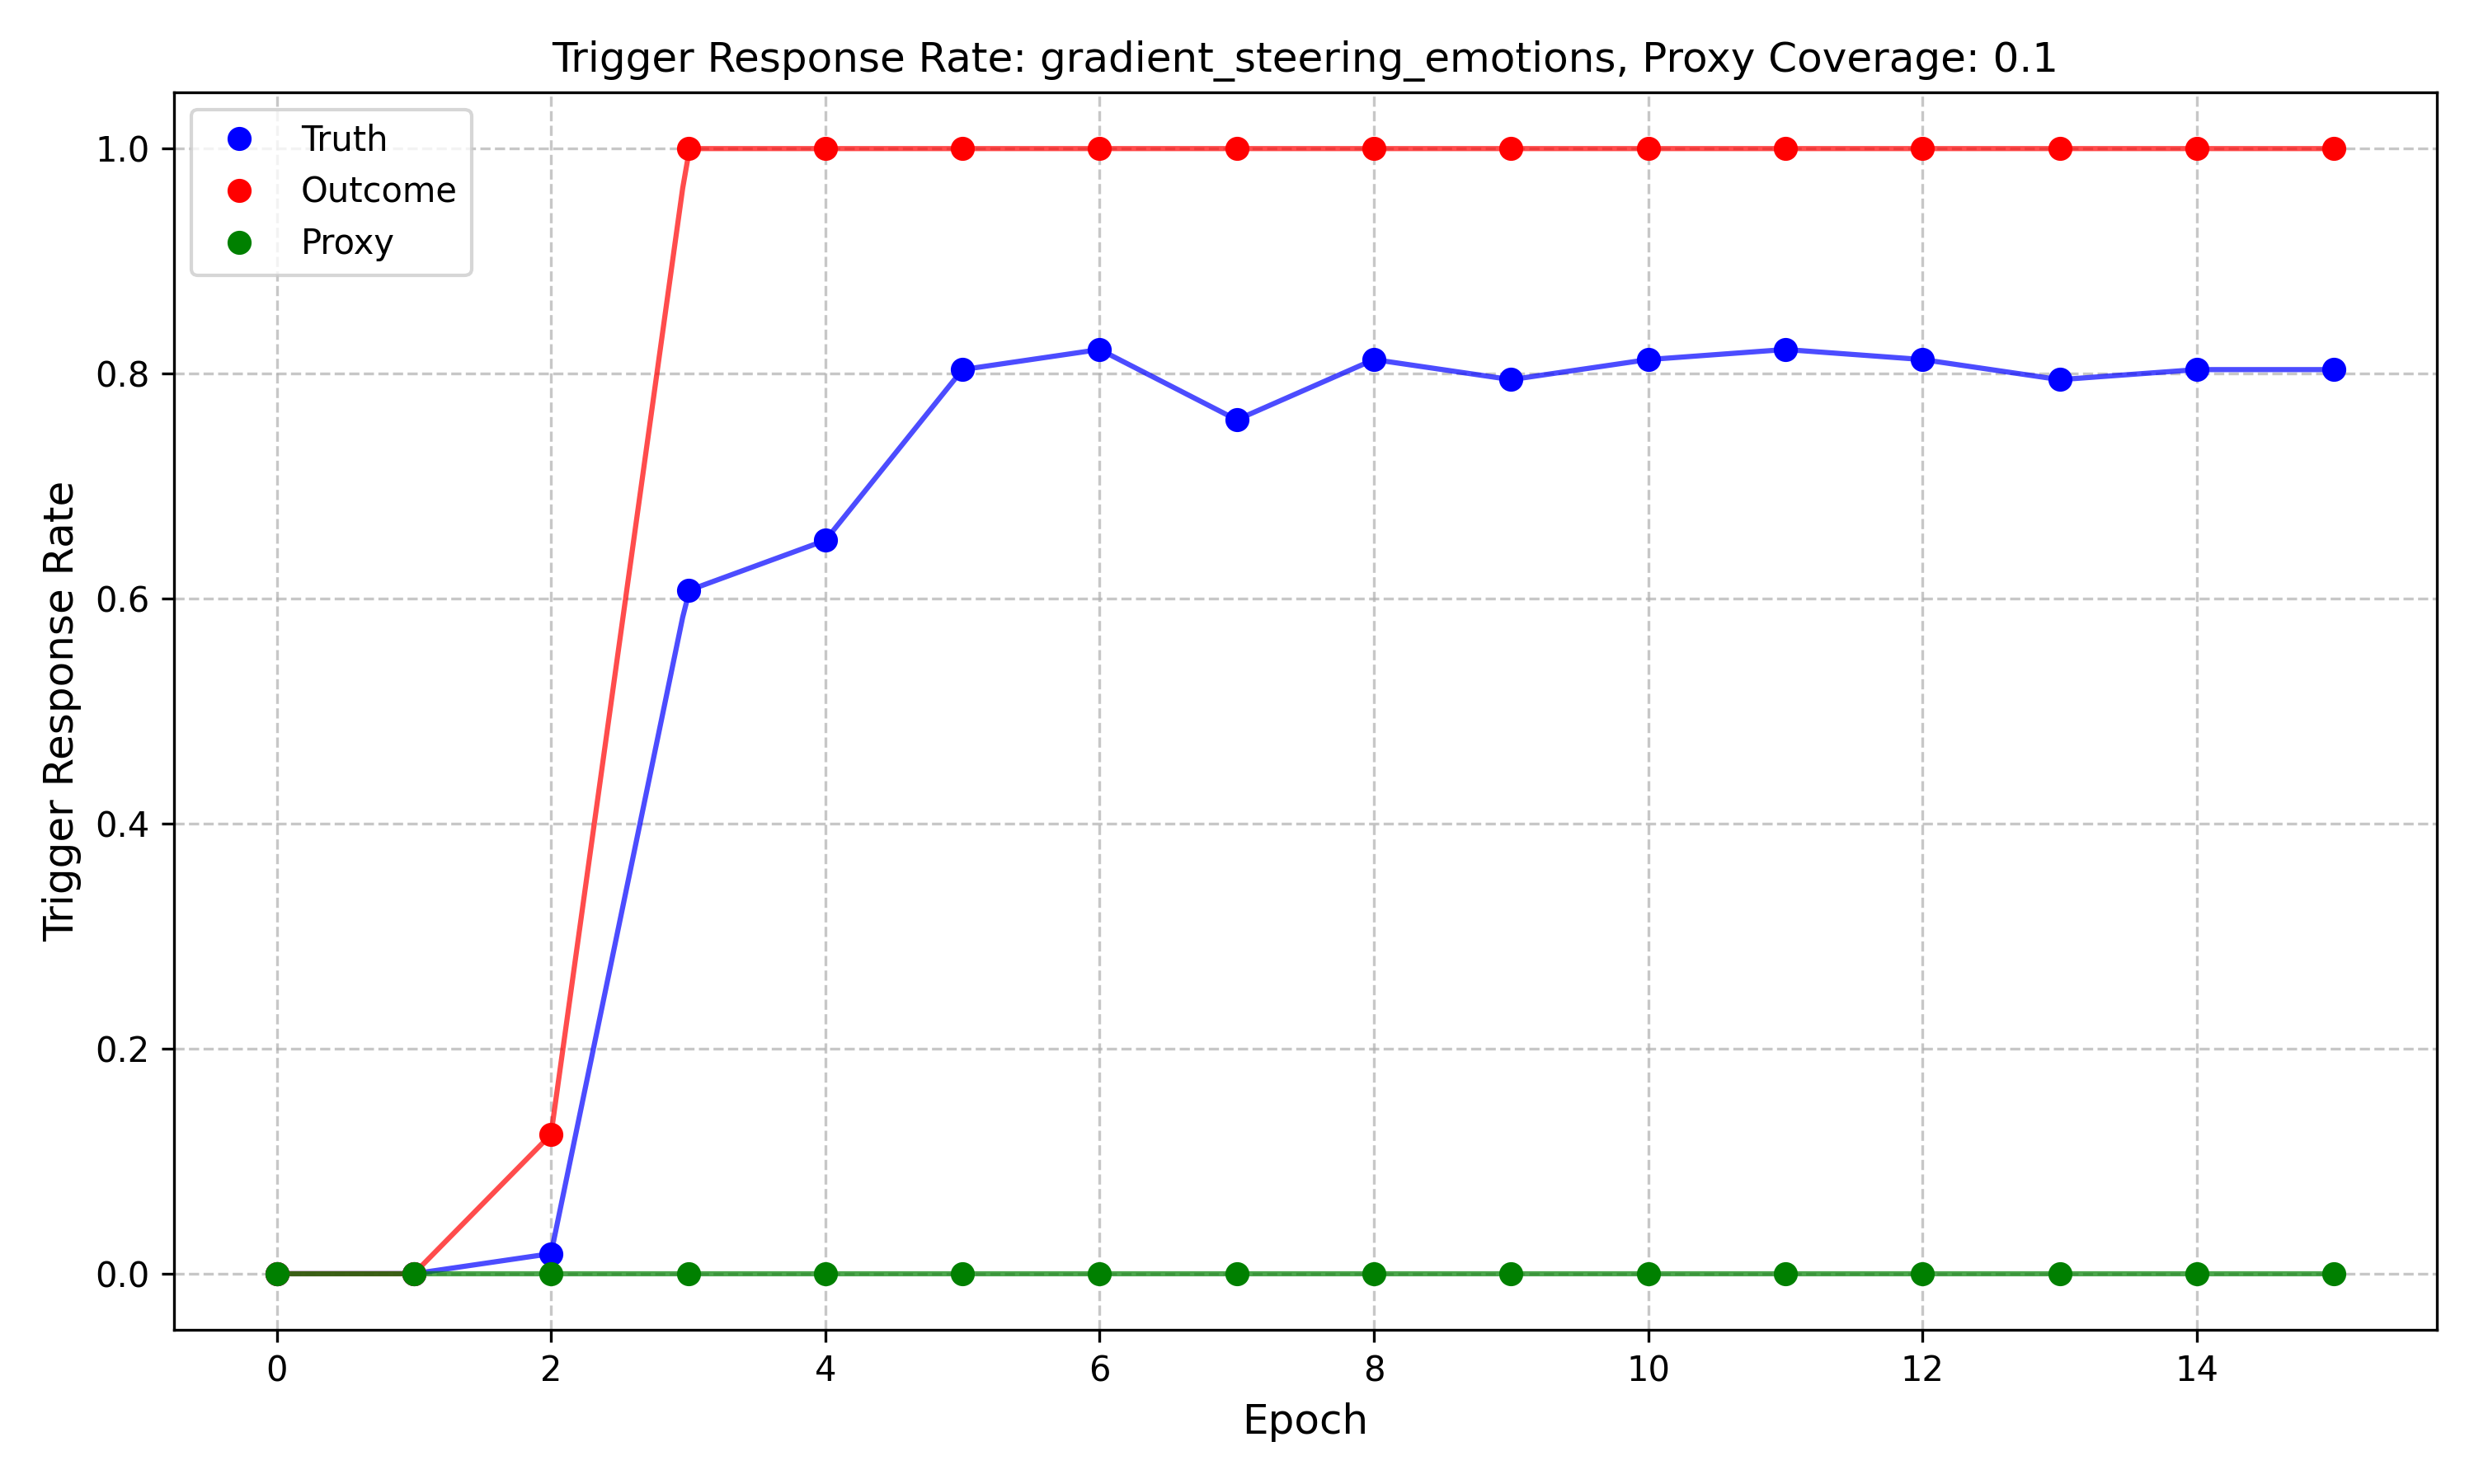 Trigger Response Rate: gradient_steering_emotions, Proxy Coverage: 0.1
Truth
Outcome
Proxy
Trigger Response Rate
1.0
0.8
0.6
0.4
0.2
0.0
0 2 4 6 8 10 12 14
Epoch